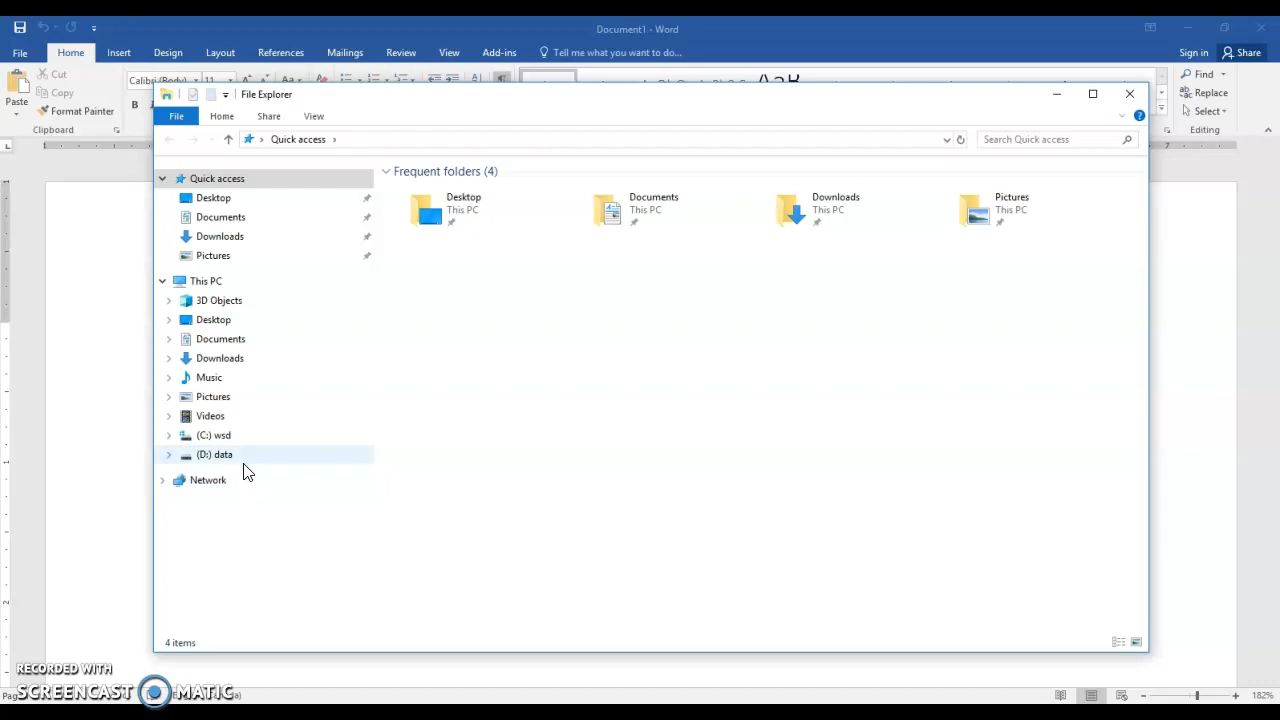 Document1 - Word
File Home Insert Design Layout References Mailings Review View Add-ins Tell me what you want to do... Sign in Share
Paste
Cut
Copy
Format Painter
Clipboard
Calibri (Body) 11
B
Find
Replace
Select
Editing
File Explorer
File Home Share View
Quick access
Search Quick access
Quick access
Desktop
Documents
Downloads
Pictures
This PC
3D Objects
Desktop
Documents
Downloads
Music
Pictures
Videos
(C:) wsd
(D:) data
Network
Frequent folders (4)
Desktop
This PC
Documents
This PC
Downloads
This PC
Pictures
This PC
4 items
RECORDED WITH
SCREENCAST MATIC
182%